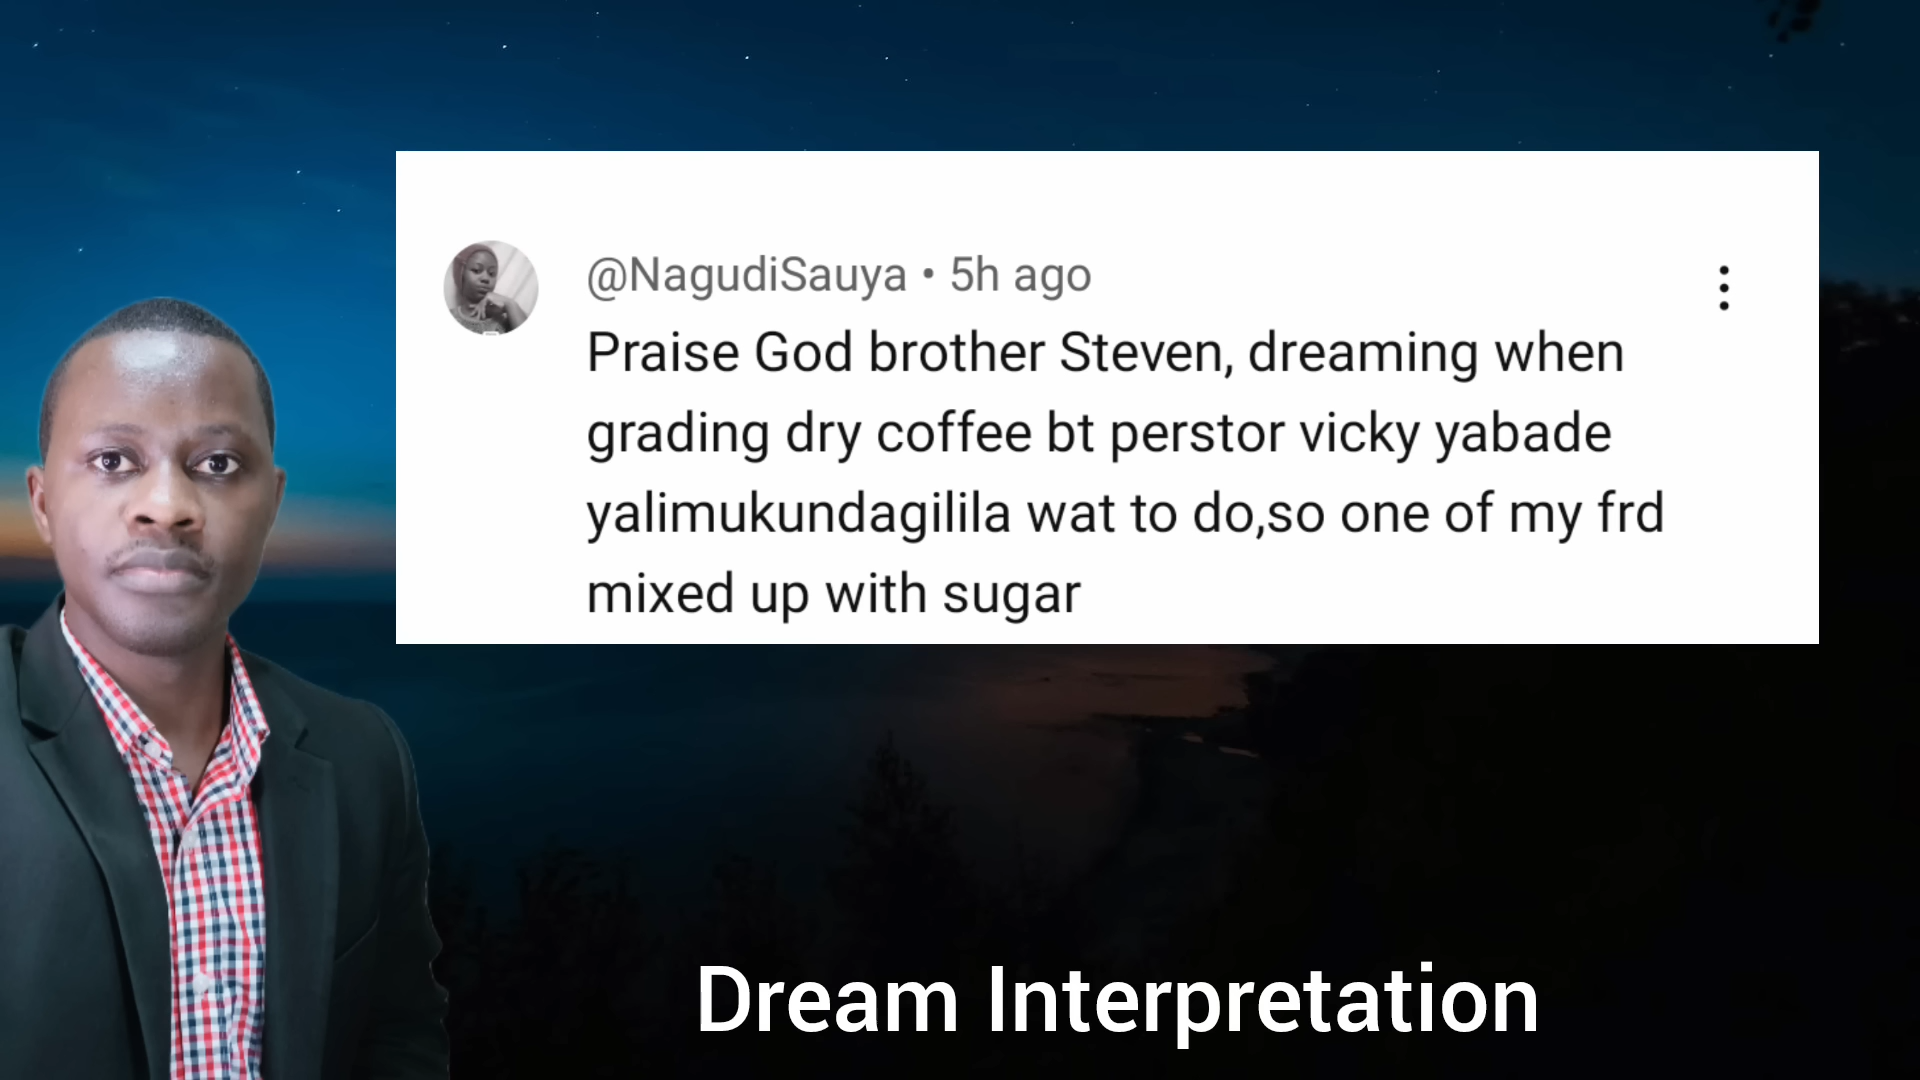 @NagudiSauya • 5h ago
Praise God brother Steven, dreaming when
grading dry coffee bt perstor vicky yabade
yalimukundagilila wat to do,so one of my frd
mixed up with sugar
Dream Interpretation